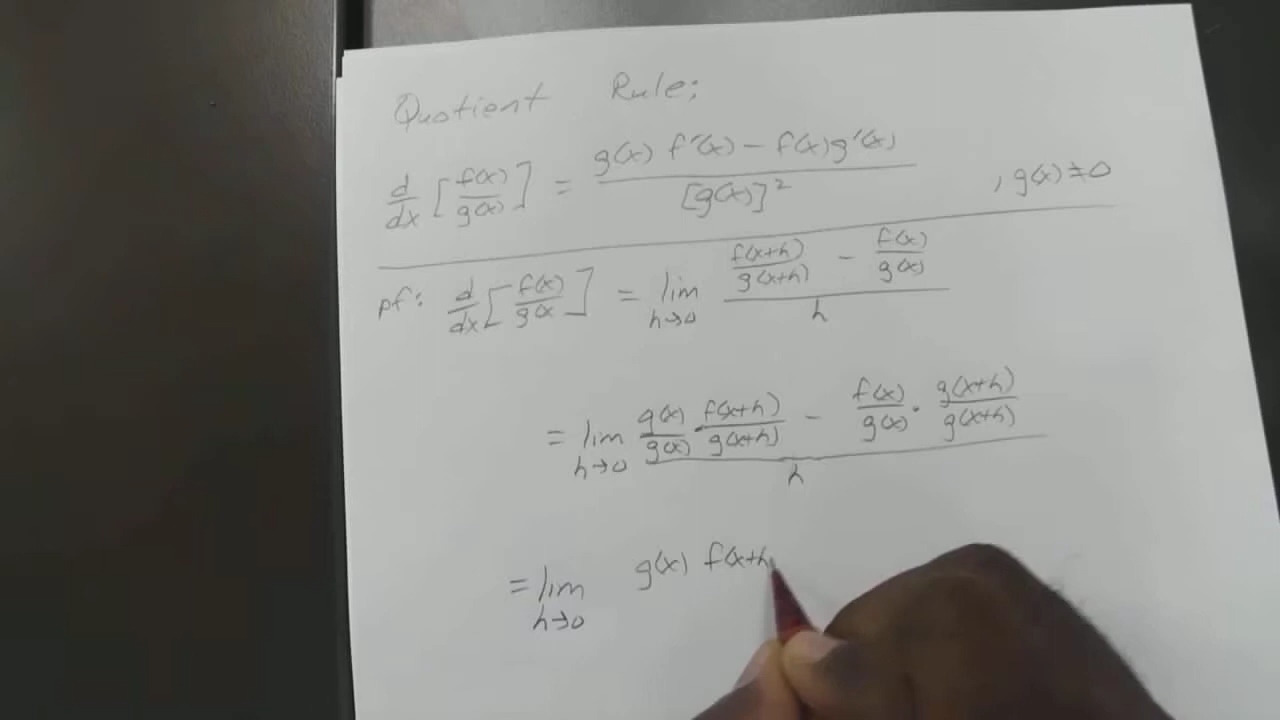 Quotient Rule;
d/dx [f(x)/g(x)] = g(x) f'(x) - f(x)g'(x) / [g(x)]² , g(x) ≠ 0
pf: d/dx [f(x)/g(x] = lim h→0 f(x+h)/g(x+h) - f(x)/g(x) / h
= lim h→0 g(x)/g(x) · f(x+h)/g(x+h) - f(x)/g(x) · g(x+h)/g(x+h) / h
= lim h→0 g(x) f(x+h